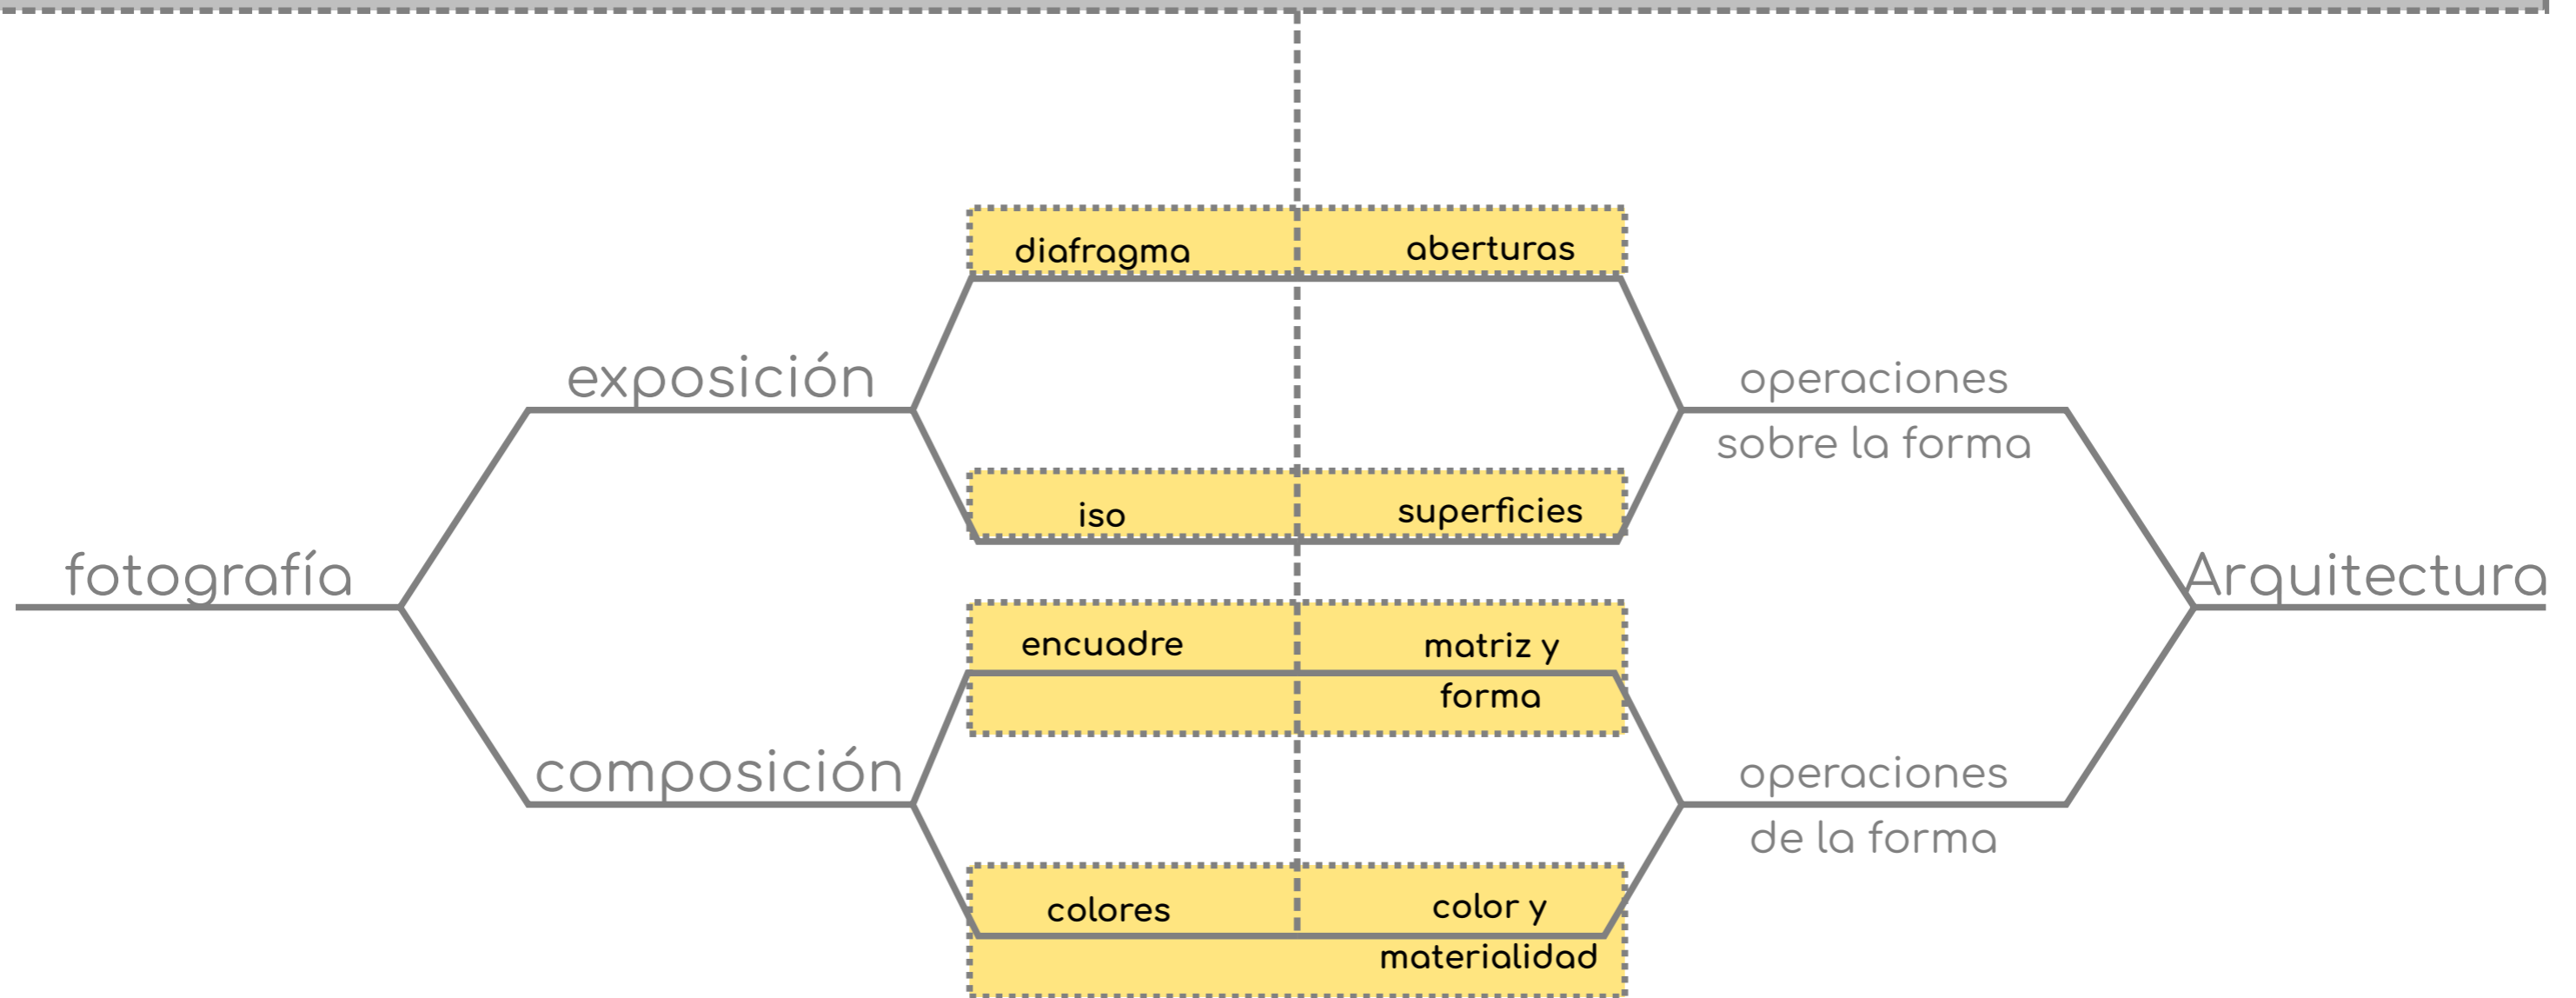 diafragma
aberturas
exposición
operaciones
sobre la forma
iso
superficies
fotografía
Arquitectura
encuadre
matriz y
forma
composición
operaciones
de la forma
colores
color y
materialidad